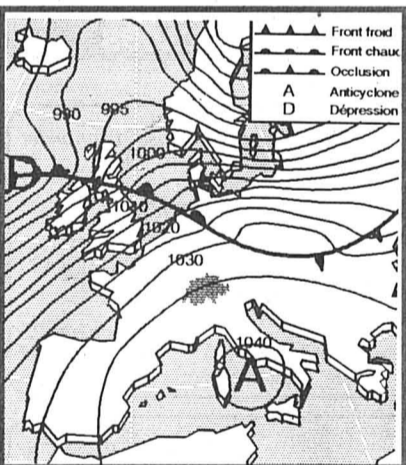 Front froid
Front chaud
Occlusion
A Anticyclone
D Dépression
990
995
1000
D
1010
1020
1030
1040
A